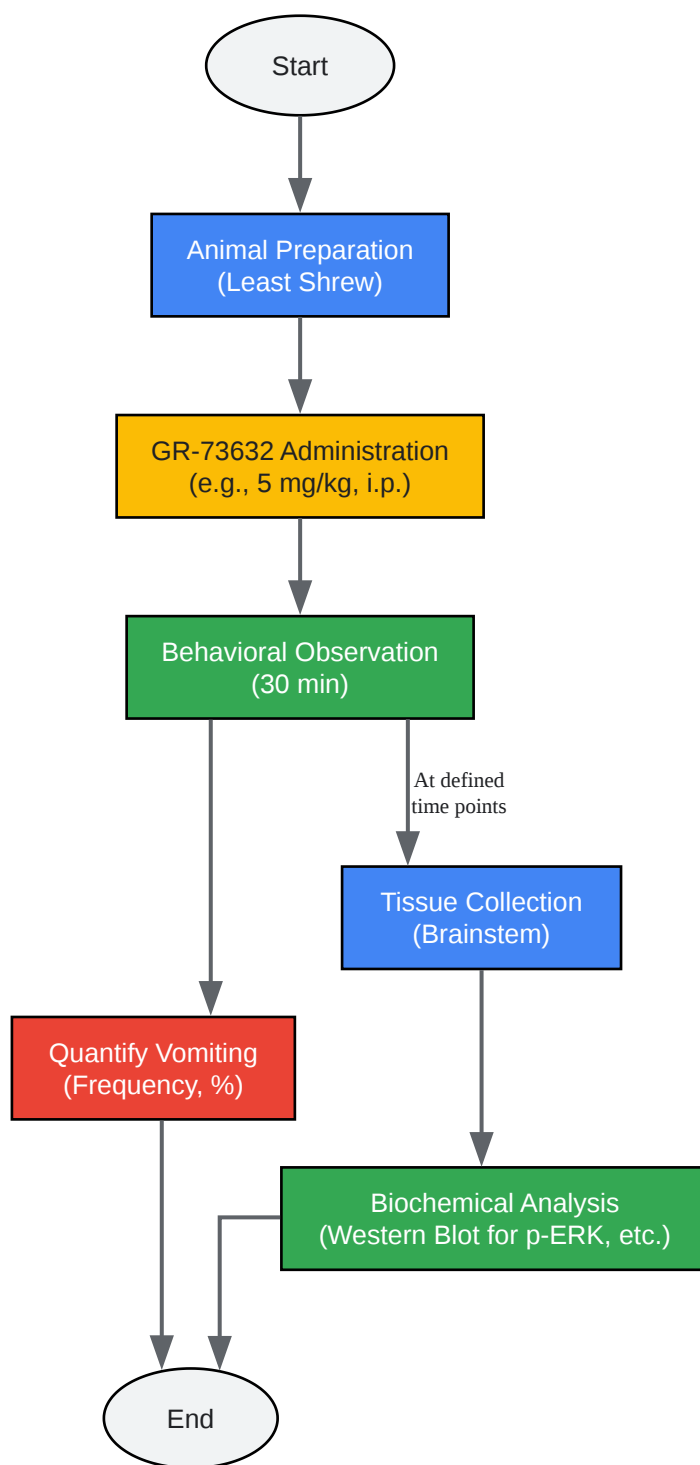 Start
Animal Preparation
(Least Shrew)
GR-73632 Administration
(e.g., 5 mg/kg, i.p.)
Behavioral Observation
(30 min)
At defined
time points
Tissue Collection
(Brainstem)
Quantify Vomiting
(Frequency, %)
Biochemical Analysis
(Western Blot for p-ERK, etc.)
End